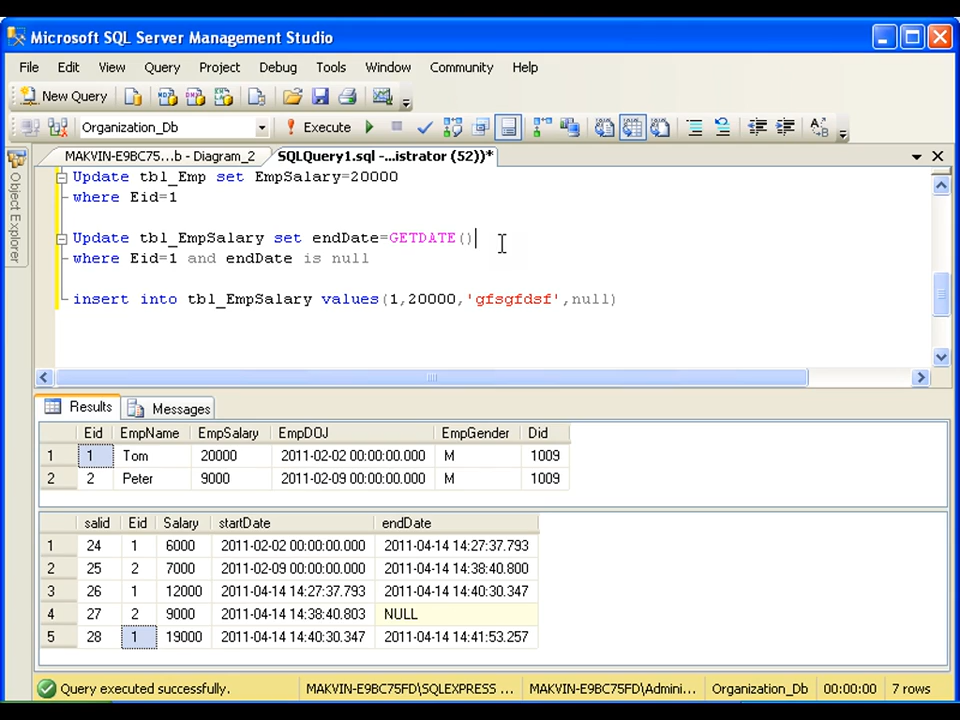 Microsoft SQL Server Management Studio
File Edit View Query Project Debug Tools Window Community Help
New Query
Organization_Db Execute
MAKVIN-E9BC75...b - Diagram_2 SQLQuery1.sql -...istrator (52))*
Object Explorer
Update tbl_Emp set EmpSalary=20000
where Eid=1
Update tbl_EmpSalary set endDate=GETDATE()
where Eid=1 and endDate is null
insert into tbl_EmpSalary values(1,20000,'gfsgfdsf',null)
Results Messages
Eid EmpName EmpSalary EmpDOJ EmpGender Did
1 1 Tom 20000 2011-02-02 00:00:00.000 M 1009
2 2 Peter 9000 2011-02-09 00:00:00.000 M 1009
salid Eid Salary startDate endDate
1 24 1 6000 2011-02-02 00:00:00.000 2011-04-14 14:27:37.793
2 25 2 7000 2011-02-09 00:00:00.000 2011-04-14 14:38:40.800
3 26 1 12000 2011-04-14 14:27:37.793 2011-04-14 14:40:30.347
4 27 2 9000 2011-04-14 14:38:40.803 NULL
5 28 1 19000 2011-04-14 14:40:30.347 2011-04-14 14:41:53.257
Query executed successfully. MAKVIN-E9BC75FD\SQLEXPRESS ... MAKVIN-E9BC75FD\Admini... Organization_Db 00:00:00 7 rows